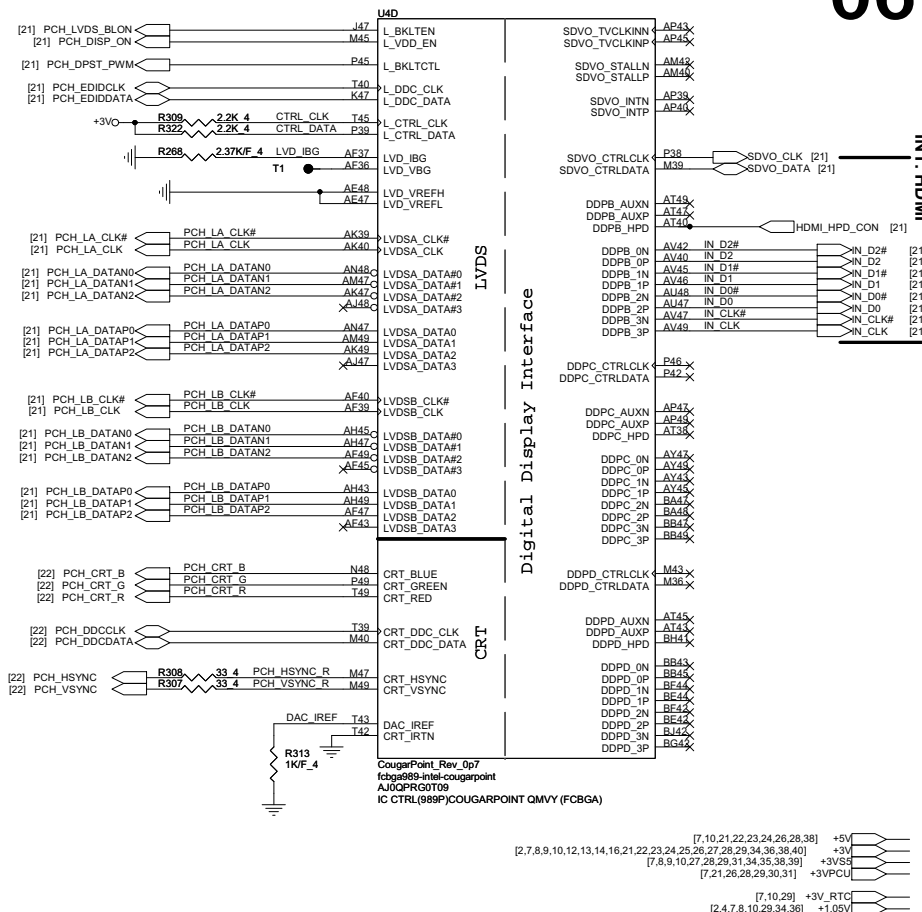 06
U4D
[21] PCH_LVDS_BLON J47 L_BKLTEN
[21] PCH_DISP_ON M45 L_VDD_EN
[21] PCH_DPST_PWM P45 L_BKLTCTL
[21] PCH_EDIDCLK T40 L_DDC_CLK
[21] PCH_EDIDDATA K47 L_DDC_DATA
+3V R309 2.2K_4 CTRL_CLK T45 L_CTRL_CLK
R322 2.2K_4 CTRL_DATA P39 L_CTRL_DATA
R268 2.37K/F_4 LVD_IBG AF37 LVD_IBG
T1 AF36 LVD_VBG
AE48 LVD_VREFH
AE47 LVD_VREFL
[21] PCH_LA_CLK# PCH_LA_CLK# AK39 LVDSA_CLK#
[21] PCH_LA_CLK PCH_LA_CLK AK40 LVDSA_CLK
[21] PCH_LA_DATAN0 PCH_LA_DATAN0 AN48 LVDSA_DATA#0
[21] PCH_LA_DATAN1 PCH_LA_DATAN1 AM47 LVDSA_DATA#1
[21] PCH_LA_DATAN2 PCH_LA_DATAN2 AK47 LVDSA_DATA#2
AJ48 LVDSA_DATA#3
[21] PCH_LA_DATAP0 PCH_LA_DATAP0 AN47 LVDSA_DATA0
[21] PCH_LA_DATAP1 PCH_LA_DATAP1 AM49 LVDSA_DATA1
[21] PCH_LA_DATAP2 PCH_LA_DATAP2 AK49 LVDSA_DATA2
AJ47 LVDSA_DATA3
[21] PCH_LB_CLK# PCH_LB_CLK# AF40 LVDSB_CLK#
[21] PCH_LB_CLK PCH_LB_CLK AF39 LVDSB_CLK
[21] PCH_LB_DATAN0 PCH_LB_DATAN0 AH45 LVDSB_DATA#0
[21] PCH_LB_DATAN1 PCH_LB_DATAN1 AH47 LVDSB_DATA#1
[21] PCH_LB_DATAN2 PCH_LB_DATAN2 AF49 LVDSB_DATA#2
AF45 LVDSB_DATA#3
[21] PCH_LB_DATAP0 PCH_LB_DATAP0 AH43 LVDSB_DATA0
[21] PCH_LB_DATAP1 PCH_LB_DATAP1 AH49 LVDSB_DATA1
[21] PCH_LB_DATAP2 PCH_LB_DATAP2 AF47 LVDSB_DATA2
AF43 LVDSB_DATA3
[22] PCH_CRT_B PCH_CRT_B N48 CRT_BLUE
[22] PCH_CRT_G PCH_CRT_G P49 CRT_GREEN
[22] PCH_CRT_R PCH_CRT_R T49 CRT_RED
[22] PCH_DDCCLK T39 CRT_DDC_CLK
[22] PCH_DDCDATA M40 CRT_DDC_DATA
[22] PCH_HSYNC R308 33_4 PCH_HSYNC_R M47 CRT_HSYNC
[22] PCH_VSYNC R307 33_4 PCH_VSYNC_R M49 CRT_VSYNC
DAC_IREF T43 DAC_IREF
T42 CRT_IRTN
R313
1K/F_4
LVDS
CRT
Digital Display Interface
SDVO_TVCLKINN AP43
SDVO_TVCLKINP AP45
SDVO_STALLN AM42
SDVO_STALLP AM40
SDVO_INTN AP39
SDVO_INTP AP40
SDVO_CTRLCLK P38 SDVO_CLK [21]
SDVO_CTRLDATA M39 SDVO_DATA [21]
DDPB_AUXN AT49
DDPB_AUXP AT47
DDPB_HPD AT40 HDMI_HPD_CON [21]
DDPB_0N AV42 IN_D2# IN_D2# [21
DDPB_0P AV40 IN_D2 IN_D2 [21
DDPB_1N AV45 IN_D1# IN_D1# [21
DDPB_1P AV46 IN_D1 IN_D1 [21
DDPB_2N AU48 IN_D0# IN_D0# [21
DDPB_2P AU47 IN_D0 IN_D0 [21
DDPB_3N AV47 IN_CLK# IN_CLK# [21
DDPB_3P AV49 IN_CLK IN_CLK [21
INT. HDMI
DDPC_CTRLCLK P46
DDPC_CTRLDATA P42
DDPC_AUXN AP47
DDPC_AUXP AP49
DDPC_HPD AT38
DDPC_0N AY47
DDPC_0P AY49
DDPC_1N AY43
DDPC_1P AY45
DDPC_2N BA47
DDPC_2P BA48
DDPC_3N BB47
DDPC_3P BB49
DDPD_CTRLCLK M43
DDPD_CTRLDATA M36
DDPD_AUXN AT45
DDPD_AUXP AT43
DDPD_HPD BH41
DDPD_0N BB43
DDPD_0P BB45
DDPD_1N BF44
DDPD_1P BE44
DDPD_2N BF42
DDPD_2P BE42
DDPD_3N BJ42
DDPD_3P BG42
CougarPoint_Rev_0p7
fcbga989-intel-cougarpoint
AJ0QPRG0T09
IC CTRL(989P)COUGARPOINT QMVY (FCBGA)
[7,10,21,22,23,24,26,28,38] +5V
[2,7,8,9,10,12,13,14,16,21,22,23,24,25,26,27,28,29,34,36,38,40] +3V
[7,8,9,10,27,28,29,31,34,35,38,39] +3VS5
[7,21,26,28,29,30,31] +3VPCU
[7,10,29] +3V_RTC
[2,4,7,8,10,29,34,36] +1.05V